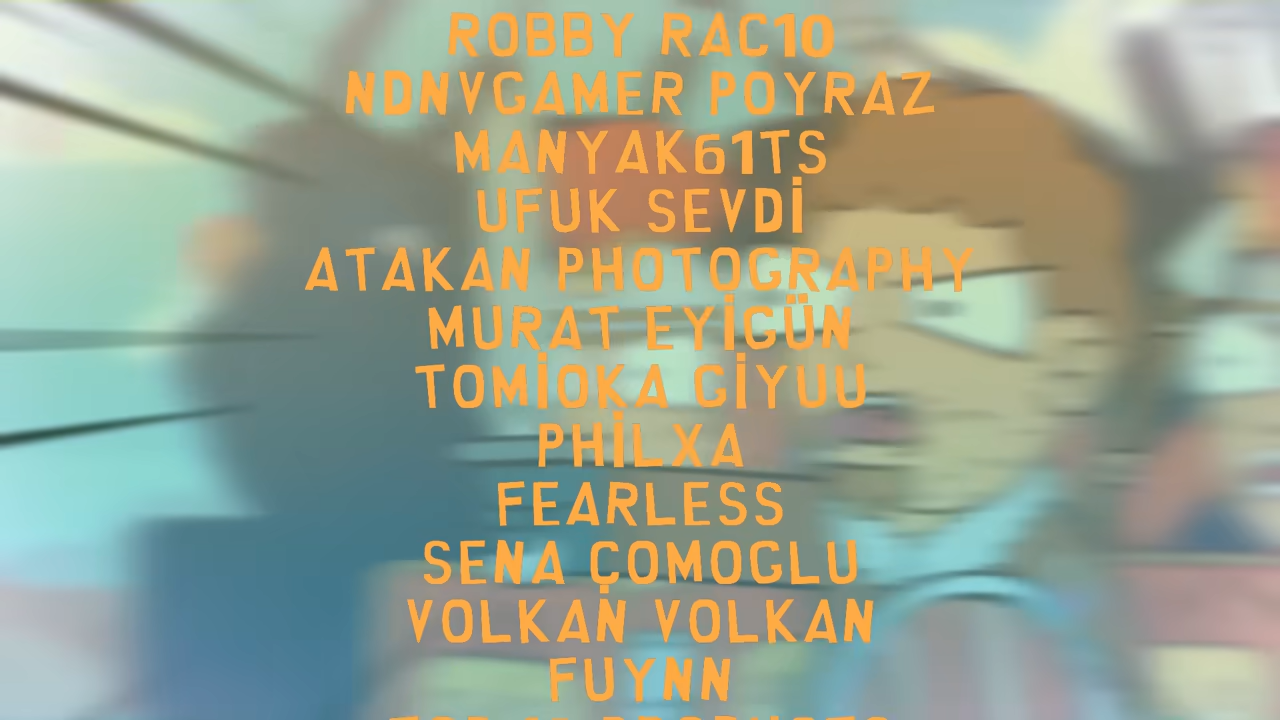 ROBBY RAC10
NDNVGAMER POYRAZ
MANYAK61TS
UFUK SEVDİ
ATAKAN PHOTOGRAPHY
MURAT EYİGÜN
TOMİOKA GİYUU
PHİLXA
FEARLESS
SENA ÇOMOGLU
VOLKAN VOLKAN
FUYNN